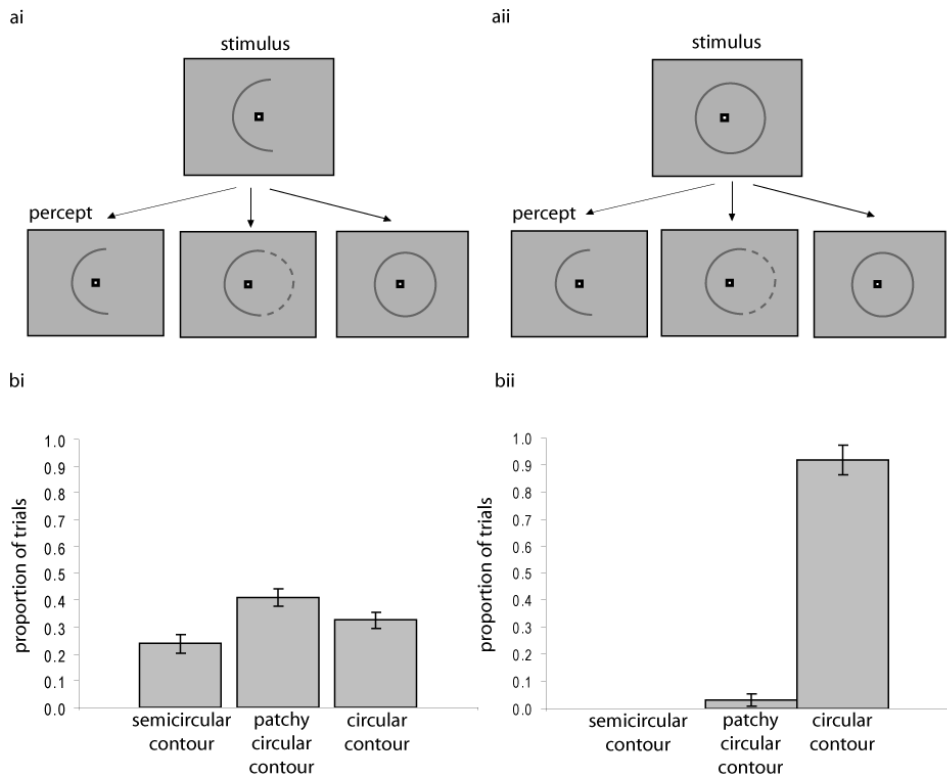 ai
aii
stimulus
stimulus
percept
percept
bi
bii
proportion of trials
1.0
0.9
0.8
0.7
0.6
0.5
0.4
0.3
0.2
0.1
0.0
semicircular
contour
patchy
circular
contour
circular
contour
proportion of trials
1.0
0.9
0.8
0.7
0.6
0.5
0.4
0.3
0.2
0.1
0.0
semicircular
contour
patchy
circular
contour
circular
contour